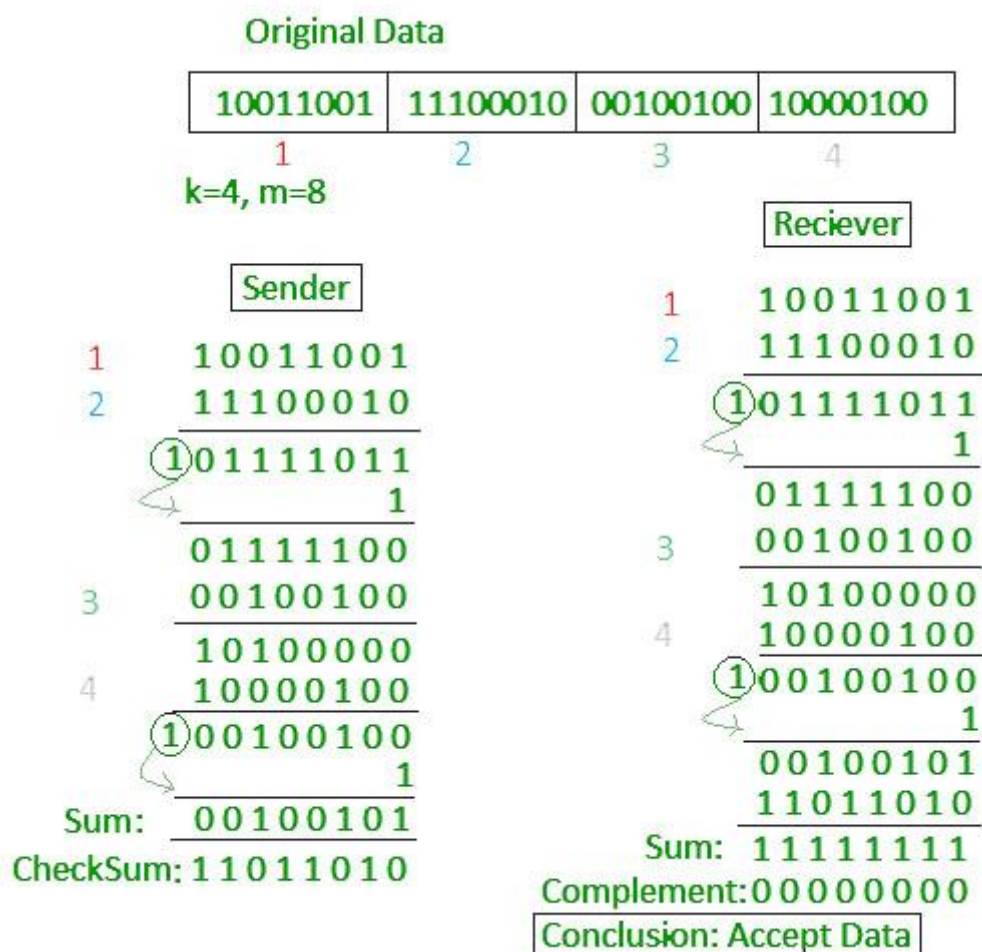 Original Data
10011001 11100010 00100100 10000100
1 2 3 4
k=4, m=8
Sender
1 10011001
2 11100010
1 01111011
1
01111100
3 00100100
10100000
4 10000100
1 00100100
1
Sum: 00100101
CheckSum: 11011010
Reciever
1 10011001
2 11100010
1 01111011
1
01111100
3 00100100
10100000
4 10000100
1 00100100
1
00100101
11011010
Sum: 11111111
Complement: 00000000
Conclusion: Accept Data